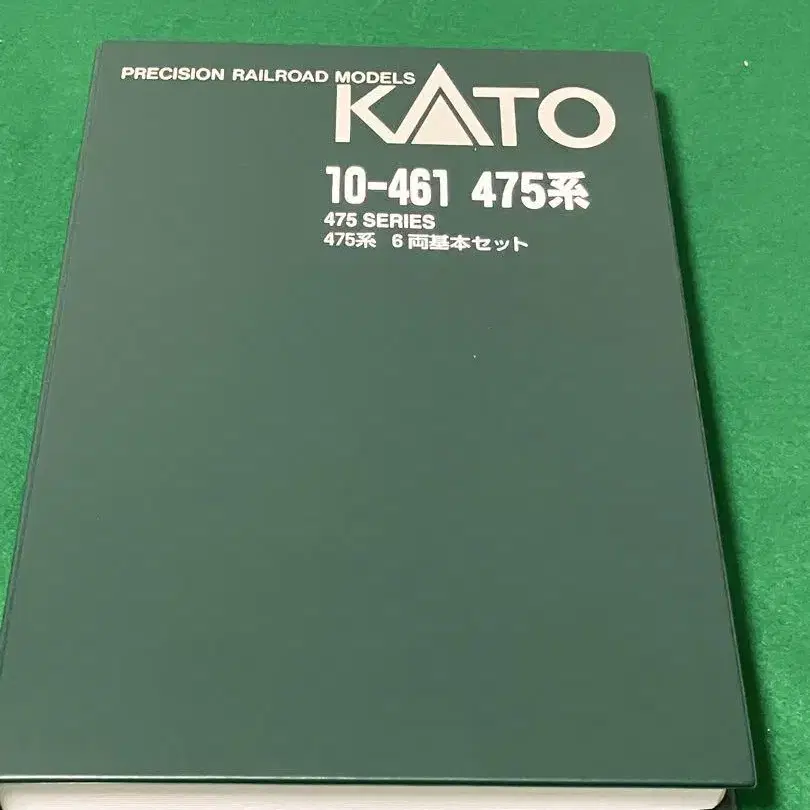 PRECISION RAILROAD MODELS
KATO
10-461 475系
475 SERIES
475系 6両基本セット